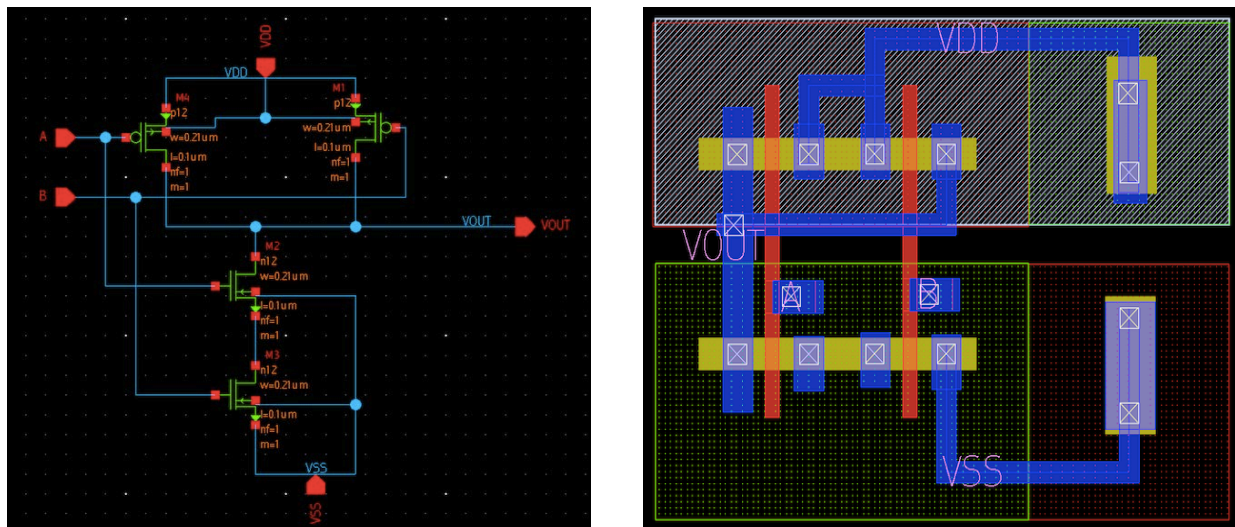 VDD
VDD
M4
p12
w=0.21um
l=0.1um
nf=1
m=1
M1
p12
w=0.21um
l=0.1um
nf=1
m=1
A
B
VOUT
VOUT
M2
n12
w=0.21um
l=0.1um
nf=1
m=1
M3
n12
w=0.21um
l=0.1um
nf=1
m=1
VSS
VSS
VDD
VOUT
A
B
VSS